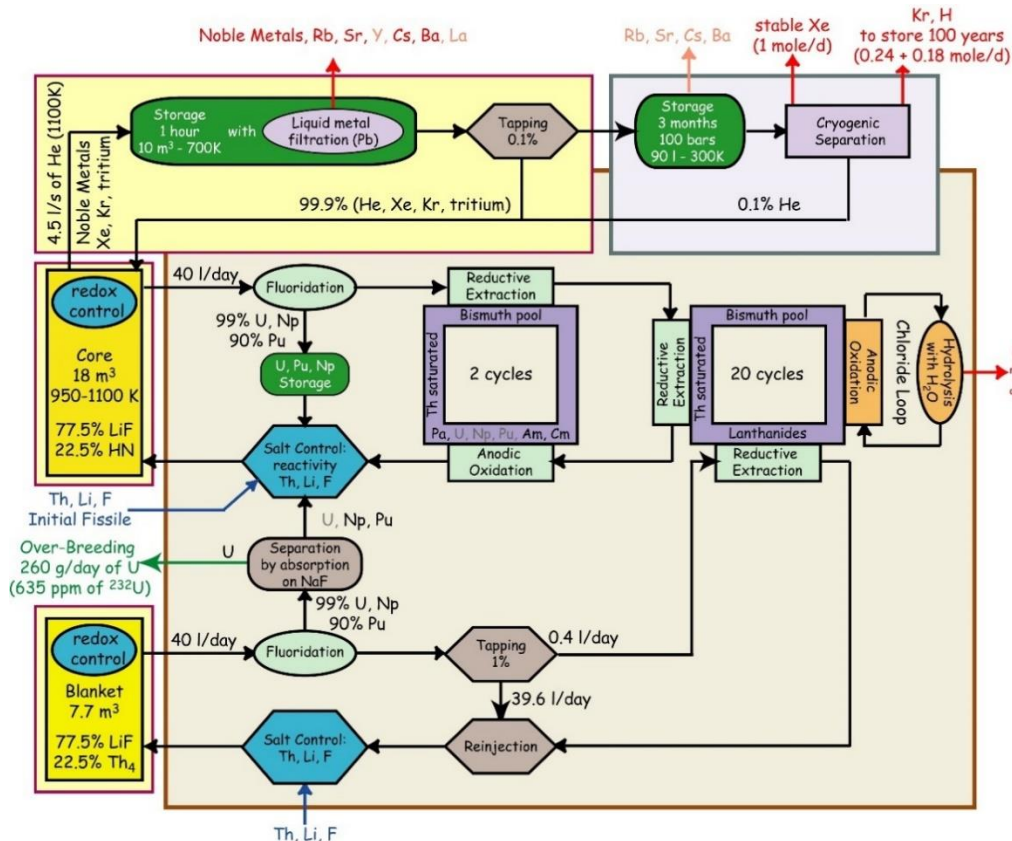 Noble Metals, Rb, Sr, Y, Cs, Ba, La
Rb, Sr, Cs, Ba
stable Xe
(1 mole/d)
Kr, H
to store 100 years
(0.24 + 0.18 mole/d)
4.5 l/s of He (1100K)
Noble Metals
Xe, Kr, tritium
Storage
1 hour
10 m³ - 700K
with
Liquid metal
filtration (Pb)
Tapping
0.1%
Storage
3 months
100 bars
90 l - 300K
Cryogenic
Separation
99.9% (He, Xe, Kr, tritium)
0.1% He
redox
control
Core
18 m³
950-1100 K
77.5% LiF
22.5% HN
40 l/day
Fluoridation
99% U, Np
90% Pu
U, Pu, Np
Storage
Salt Control:
reactivity
Th, Li, F
Th, Li, F
Initial Fissile
Reductive
Extraction
Bismuth pool
Th saturated
2 cycles
Pa, U, Np, Pu, Am, Cm
Anodic
Oxidation
Reductive
Extraction
Bismuth pool
Th saturated
20 cycles
Lanthanides
Reductive
Extraction
Anodic
Oxidation
Chloride Loop
Hydrolysis
with H₂O
U, Np, Pu
Over-Breeding
260 g/day of U
(635 ppm of ²³²U)
U
Separation
by absorption
on NaF
99% U, Np
90% Pu
redox
control
Blanket
7.7 m³
77.5% LiF
22.5% Th₄
40 l/day
Fluoridation
Tapping
1%
0.4 l/day
39.6 l/day
Reinjection
Salt Control:
Th, Li, F
Th, Li, F